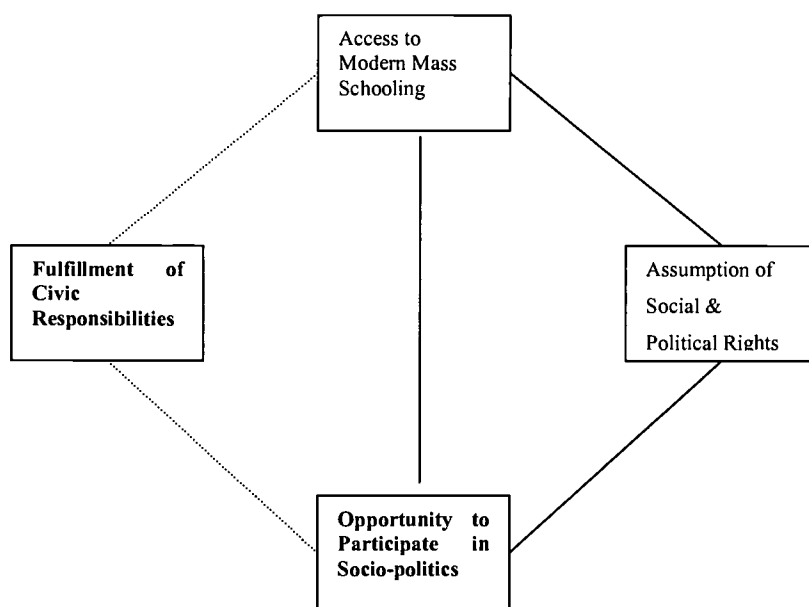 Access to
Modern Mass
Schooling
Fulfillment of
Civic
Responsibilities
Assumption of
Social &
Political Rights
Opportunity to
Participate in
Socio-politics